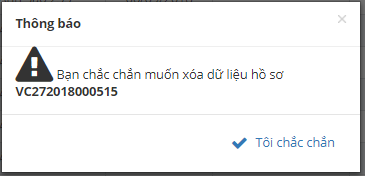 Thông báo
Bạn chắc chắn muốn xóa dữ liệu hồ sơ
VC272018000515
Tôi chắc chắn